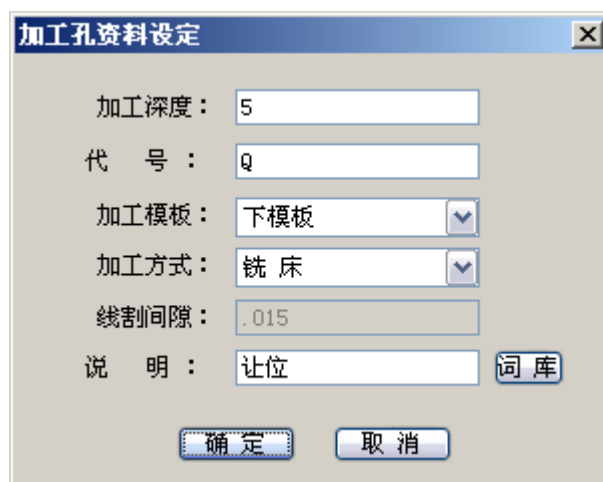 加工孔资料设定
加工深度： 5
代 号： Q
加工模板： 下模板
加工方式： 铣 床
线割间隙： .015
说 明： 让位 词 库
确 定 取 消